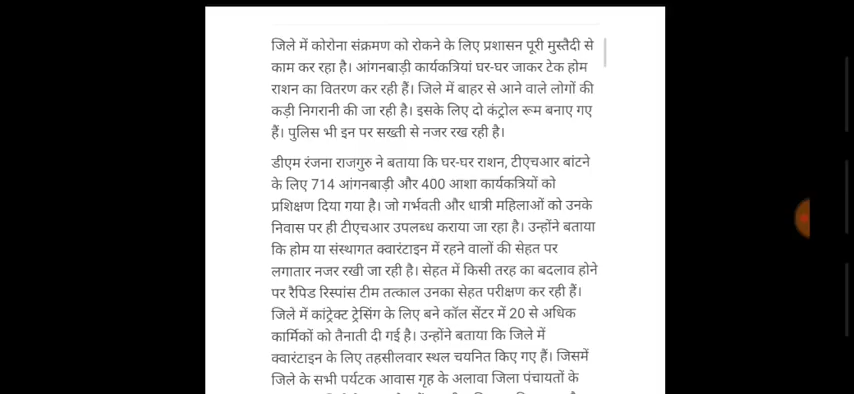 जिले में कोरोना संक्रमण को रोकने के लिए प्रशासन पूरी मुस्तैदी से
काम कर रहा है। आंगनबाड़ी कार्यकत्रियां घर-घर जाकर टेक होम
राशन का वितरण कर रही हैं। जिले में बाहर से आने वाले लोगों की
कड़ी निगरानी की जा रही है। इसके लिए दो कंट्रोल रूम बनाए गए
हैं। पुलिस भी इन पर सख्ती से नजर रख रही है।
डीएम रंजना राजगुरु ने बताया कि घर-घर राशन, टीएचआर बांटने
के लिए 714 आंगनबाड़ी और 400 आशा कार्यकत्रियों को
प्रशिक्षण दिया गया है। जो गर्भवती और धात्री महिलाओं को उनके
निवास पर ही टीएचआर उपलब्ध कराया जा रहा है। उन्होंने बताया
कि होम या संस्थागत क्वारंटाइन में रहने वालों की सेहत पर
लगातार नजर रखी जा रही है। सेहत में किसी तरह का बदलाव होने
पर रैपिड रिस्पांस टीम तत्काल उनका सेहत परीक्षण कर रही हैं।
जिले में कांट्रेक्ट ट्रेसिंग के लिए बने कॉल सेंटर में 20 से अधिक
कार्मिकों को तैनाती दी गई है। उन्होंने बताया कि जिले में
क्वारंटाइन के लिए तहसीलवार स्थल चयनित किए गए हैं। जिसमें
जिले के सभी पर्यटक आवास गृह के अलावा जिला पंचायतों के